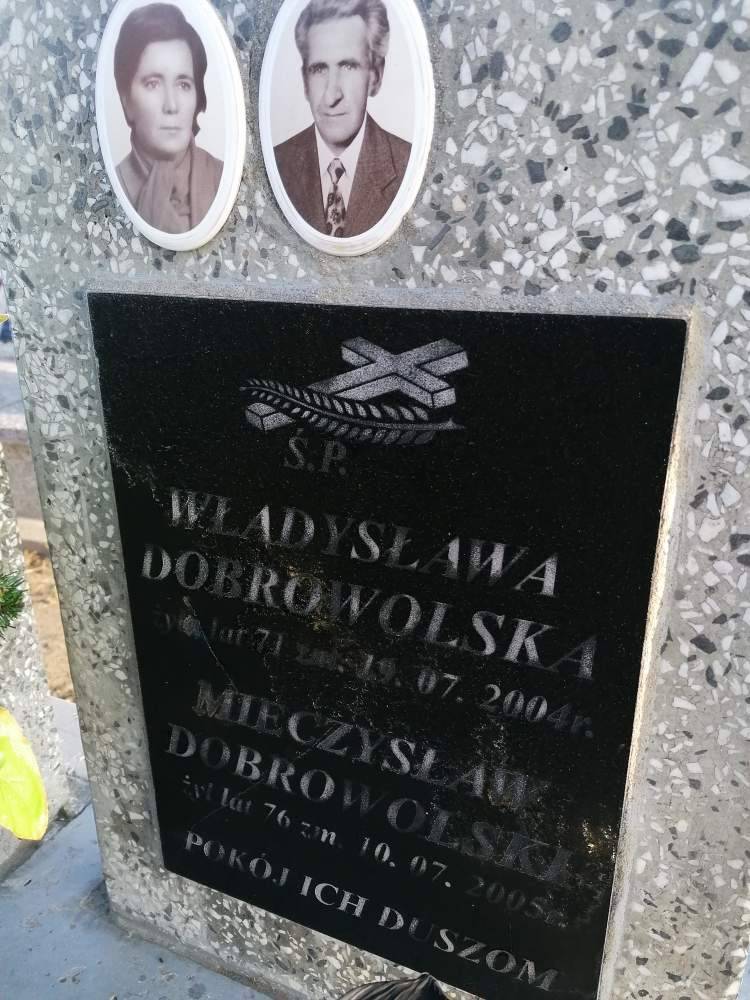 Ś.P.
WŁADYSŁAWA
DOBROWOLSKA
żyła lat 71 zm. 19. 07. 2004r.
MIECZYSŁAW
DOBROWOLSKI
żył lat 76 zm. 10. 07. 2005r.
POKÓJ ICH DUSZOM